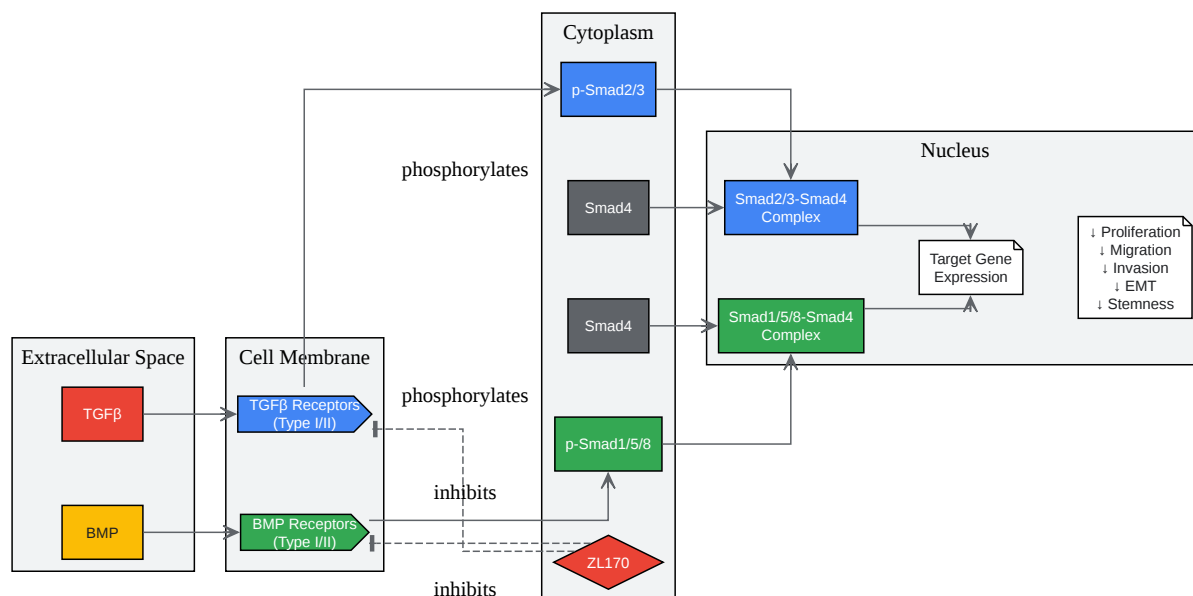 Cytoplasm
p-Smad2/3
Nucleus
phosphorylates
Smad4
Smad2/3-Smad4
Complex
Target Gene
Expression
↓ Proliferation
↓ Migration
↓ Invasion
↓ EMT
↓ Stemness
Smad4
Smad1/5/8-Smad4
Complex
Extracellular Space
Cell Membrane
TGFβ
TGFβ Receptors
(Type I/II)
phosphorylates
p-Smad1/5/8
inhibits
BMP
BMP Receptors
(Type I/II)
ZL170
inhibits